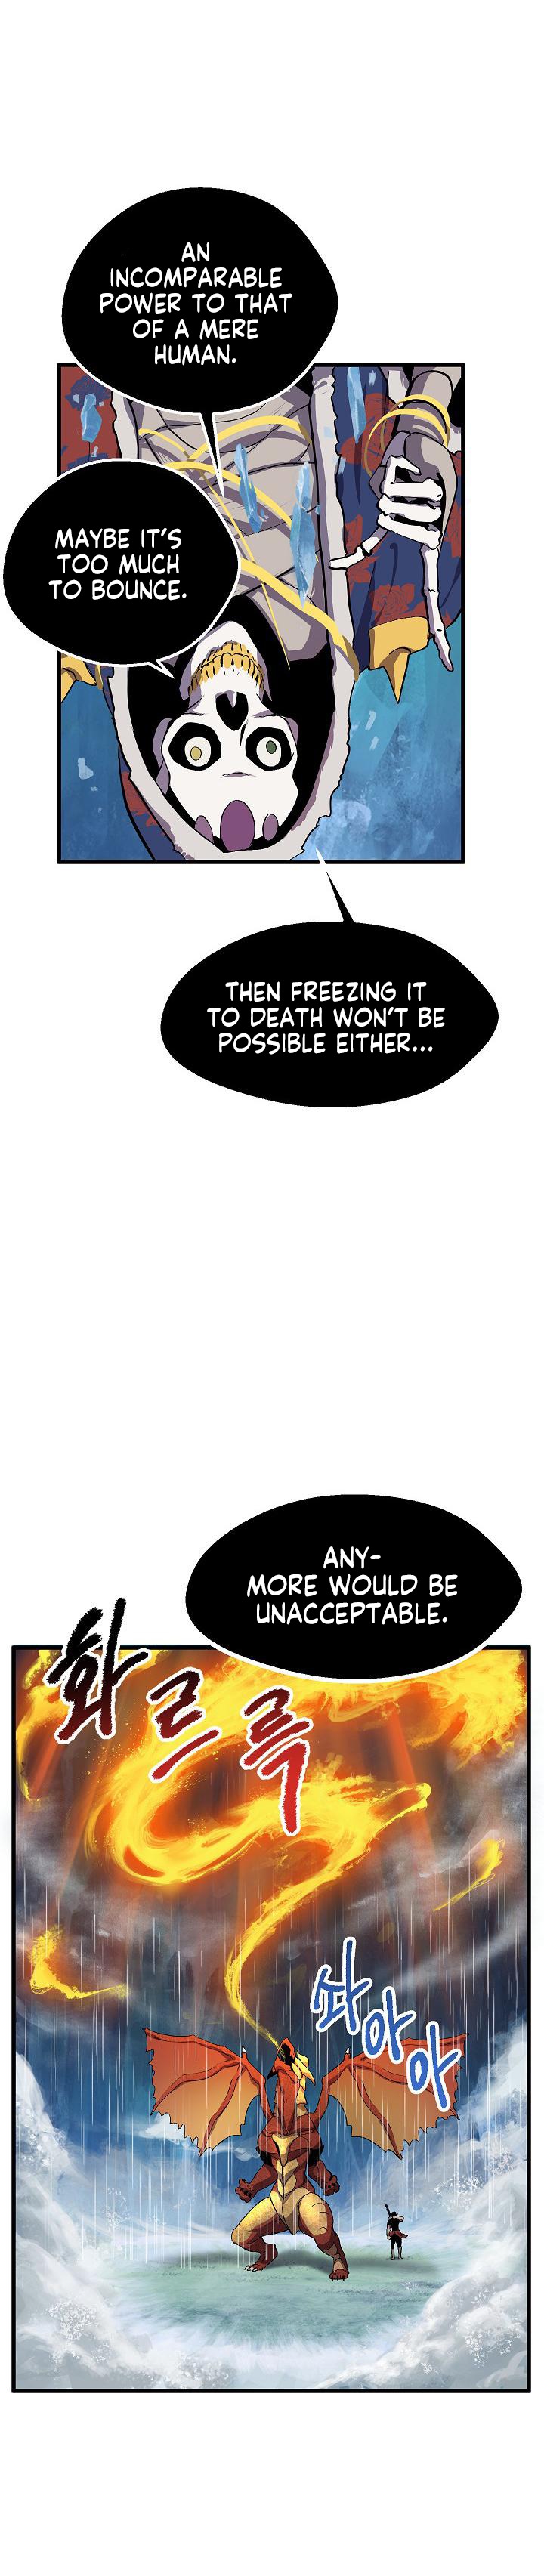 AN
INCOMPARABLE
POWER TO THAT
OF A MERE
HUMAN.
MAYBE IT'S
TOO MUCH
TO BOUNCE.
THEN FREEZING IT
TO DEATH WON'T BE
POSSIBLE EITHER...
ANY-
MORE WOULD BE
UNACCEPTABLE.
화르륵
솨아아